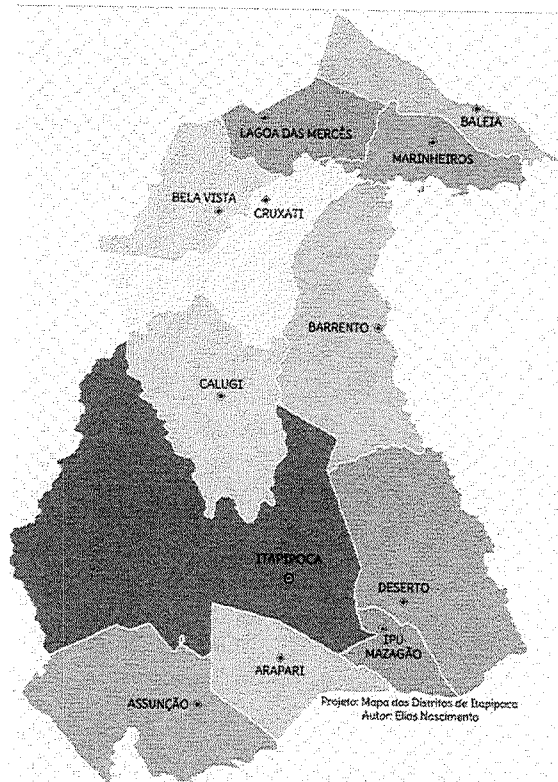 BALEIA
LAGOA DAS MERCÊS
MARINHEIROS
BELA VISTA
CRUXATI
BARRENTO
CALUGI
ITAPIPOCA
DESERTO
IPU
MAZAGÃO
ARAPARI
ASSUNÇÃO
Projeto: Mapa dos Distritos de Itapipoca
Autor: Elias Nascimento